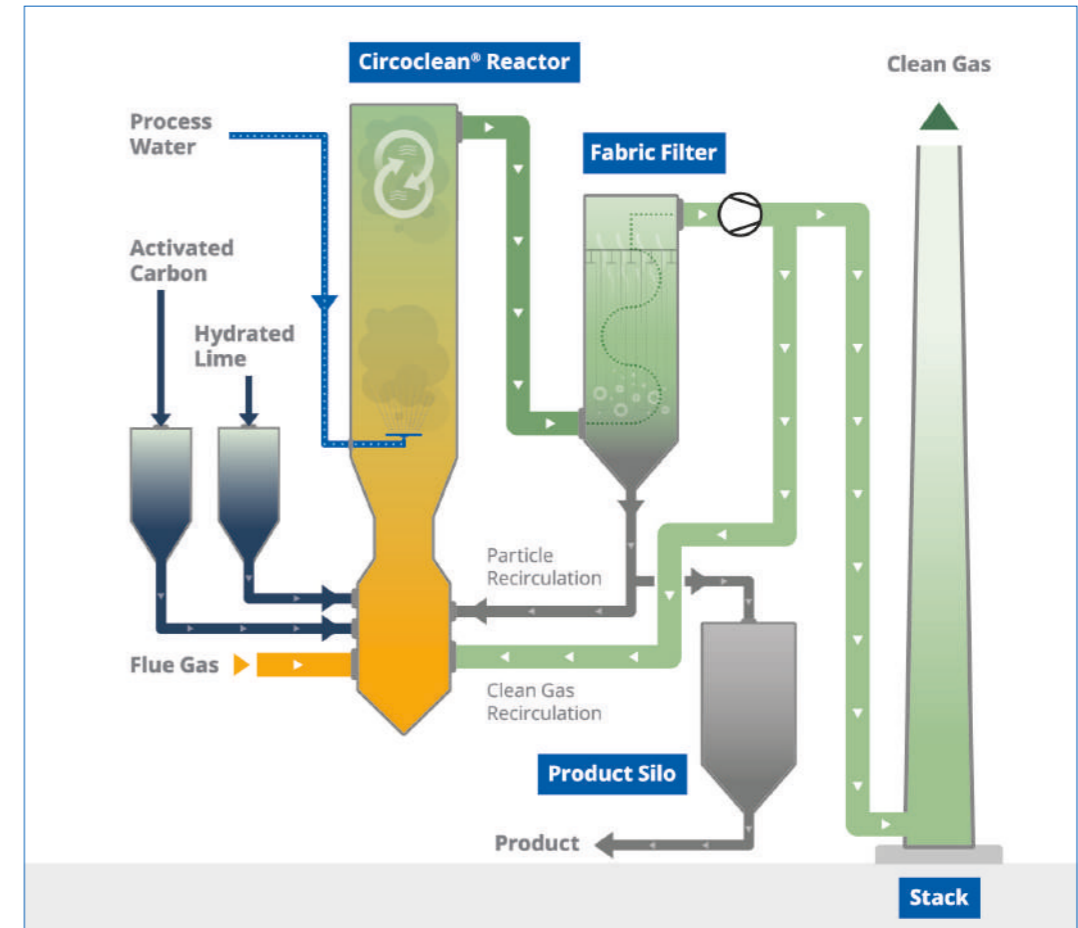 Circoclean® Reactor
Clean Gas
Process
Water
Fabric Filter
Activated
Carbon
Hydrated
Lime
Particle
Recirculation
Flue Gas
Clean Gas
Recirculation
Product Silo
Product
Stack